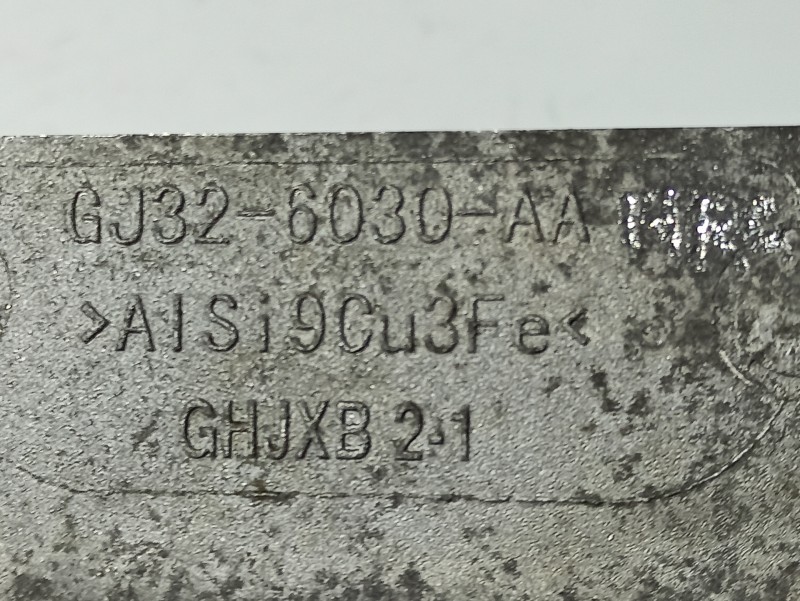 GJ32-6030-AA
>AlSi9Cu3Fe<
GHJXB 2.1